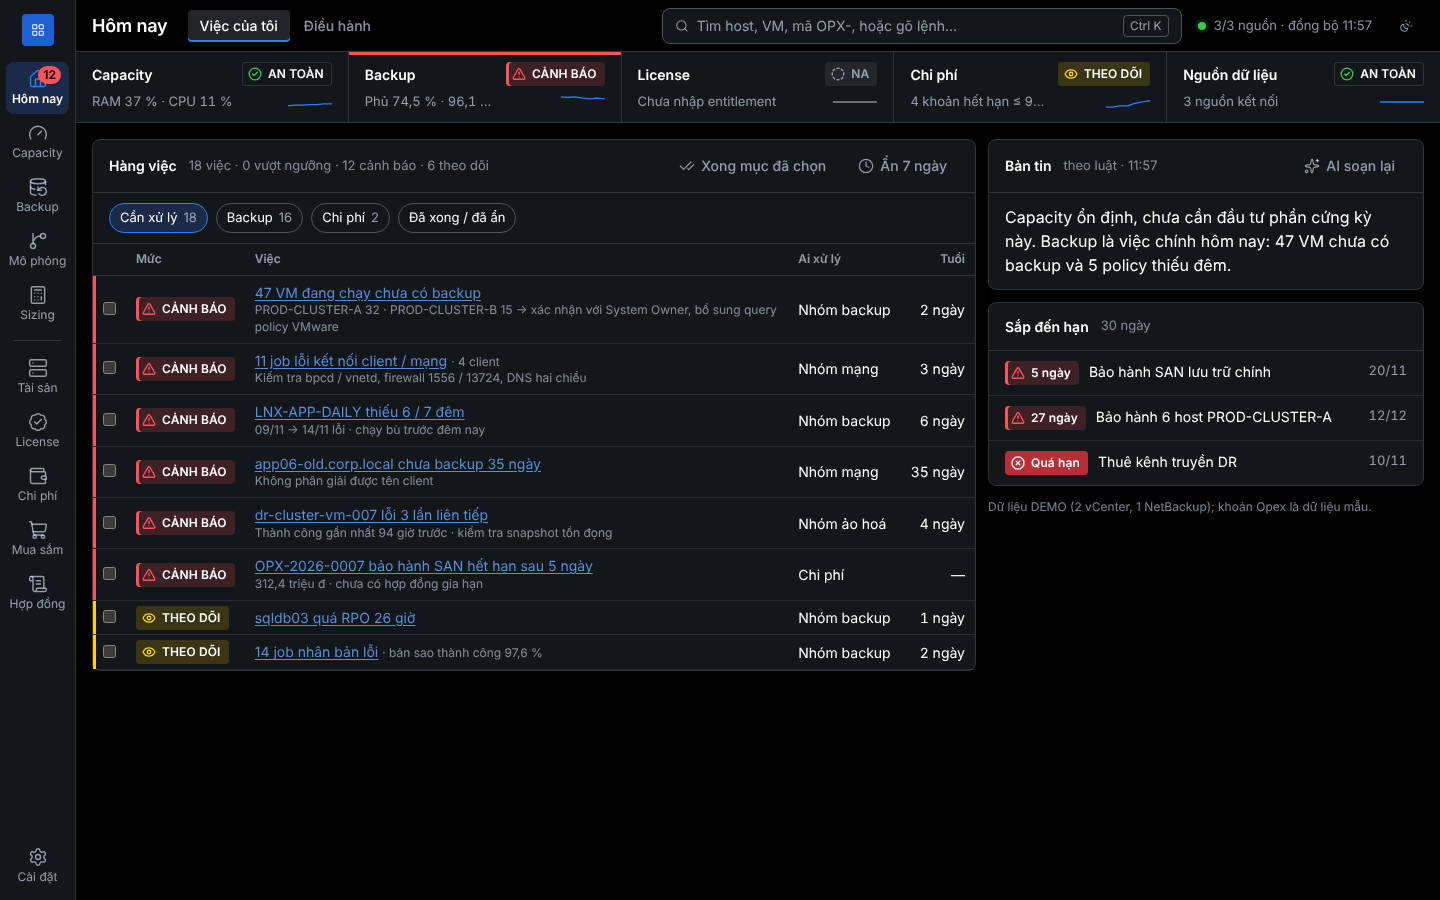 Hôm nay
Việc của tôi
Điều hành
Tìm host, VM, mã OPX-, hoặc gõ lệnh...
Ctrl K
3/3 nguồn · đồng bộ 11:57
12
Hôm nay
Capacity
Backup
Mô phỏng
Sizing
Tài sản
License
Chi phí
Mua sắm
Hợp đồng
Cài đặt
Capacity
AN TOÀN
RAM 37 % · CPU 11 %
Backup
CẢNH BÁO
Phủ 74,5 % · 96,1 ...
License
NA
Chưa nhập entitlement
Chi phí
THEO DÕI
4 khoản hết hạn ≤ 9...
Nguồn dữ liệu
AN TOÀN
3 nguồn kết nối
Hàng việc
18 việc · 0 vượt ngưỡng · 12 cảnh báo · 6 theo dõi
Xong mục đã chọn
Ẩn 7 ngày
Cần xử lý 18
Backup 16
Chi phí 2
Đã xong / đã ẩn
Mức
Việc
Ai xử lý
Tuổi
CẢNH BÁO
47 VM đang chạy chưa có backup
PROD-CLUSTER-A 32 · PROD-CLUSTER-B 15 → xác nhận với System Owner, bổ sung query
policy VMware
Nhóm backup
2 ngày
CẢNH BÁO
11 job lỗi kết nối client / mạng · 4 client
Kiểm tra bpcd / vnetd, firewall 1556 / 13724, DNS hai chiều
Nhóm mạng
3 ngày
CẢNH BÁO
LNX-APP-DAILY thiếu 6 / 7 đêm
09/11 → 14/11 lỗi · chạy bù trước đêm nay
Nhóm backup
6 ngày
CẢNH BÁO
app06-old.corp.local chưa backup 35 ngày
Không phân giải được tên client
Nhóm mạng
35 ngày
CẢNH BÁO
dr-cluster-vm-007 lỗi 3 lần liên tiếp
Thành công gần nhất 94 giờ trước · kiểm tra snapshot tồn đọng
Nhóm ảo hoá
4 ngày
CẢNH BÁO
OPX-2026-0007 bảo hành SAN hết hạn sau 5 ngày
312,4 triệu đ · chưa có hợp đồng gia hạn
Chi phí
—
THEO DÕI
sqldb03 quá RPO 26 giờ
Nhóm backup
1 ngày
THEO DÕI
14 job nhân bản lỗi · bản sao thành công 97,6 %
Nhóm backup
2 ngày
Bản tin
theo luật · 11:57
AI soạn lại
Capacity ổn định, chưa cần đầu tư phần cứng kỳ
này. Backup là việc chính hôm nay: 47 VM chưa có
backup và 5 policy thiếu đêm.
Sắp đến hạn
30 ngày
5 ngày
Bảo hành SAN lưu trữ chính
20/11
27 ngày
Bảo hành 6 host PROD-CLUSTER-A
12/12
Quá hạn
Thuê kênh truyền DR
10/11
Dữ liệu DEMO (2 vCenter, 1 NetBackup); khoản Opex là dữ liệu mẫu.